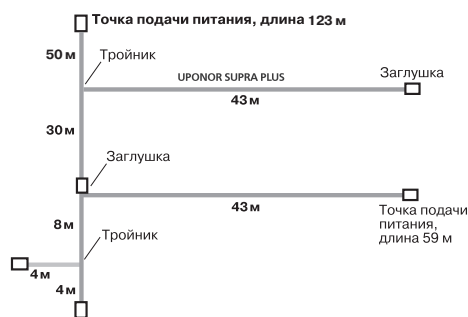 Точка подачи питания, длина 123 м
50 м
Тройник
UPONOR SUPRA PLUS
Заглушка
43 м
30 м
Заглушка
43 м
Точка подачи
питания,
длина 59 м
8 м
Тройник
4 м
4 м